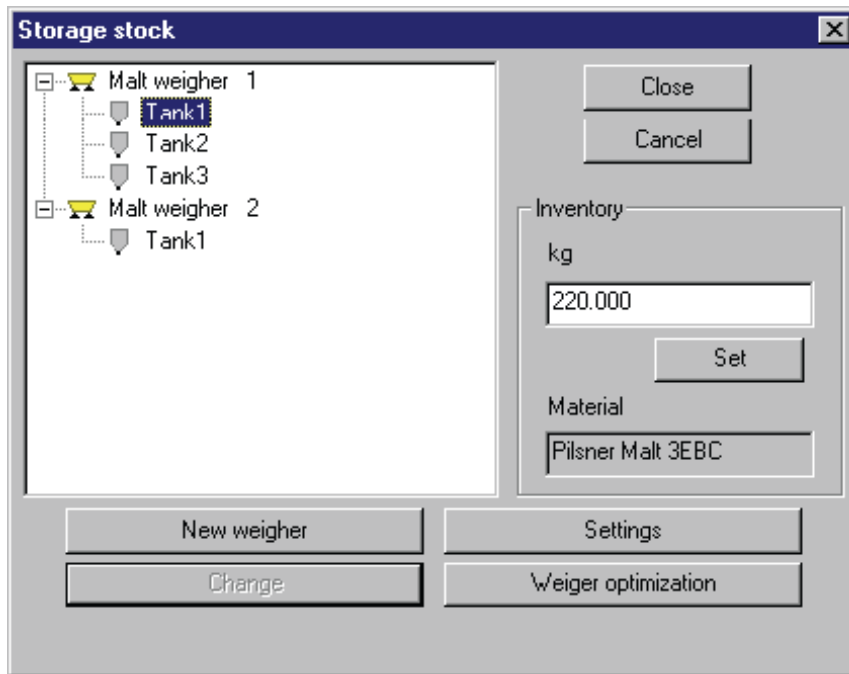 Storage stock
Malt weigher 1
Tank1
Tank2
Tank3
Malt weigher 2
Tank1
Close
Cancel
Inventory
kg
220.000
Set
Material
Pilsner Malt 3EBC
New weigher
Settings
Change
Weiger optimization